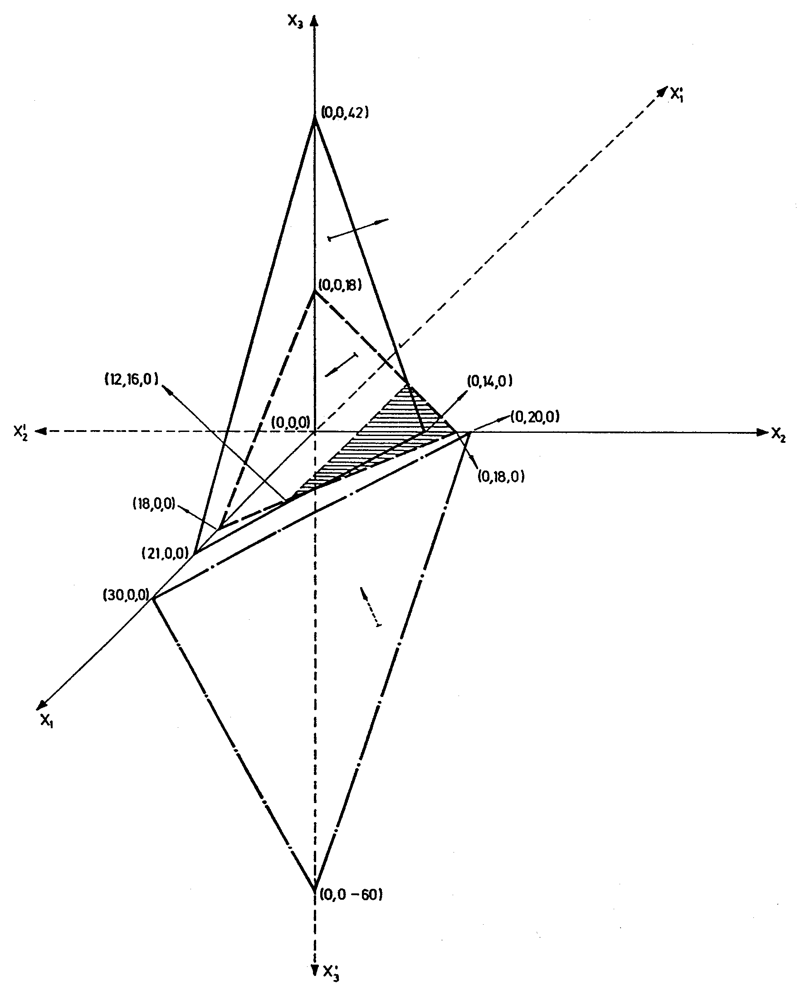 X3
X'1
(0,0,42)
(0,0,18)
(12,16,0)
(0,14,0)
(0,20,0)
(0,0,0)
X'2
X2
(0,18,0)
(18,0,0)
(21,0,0)
(30,0,0)
X1
(0,0 -60)
X'3